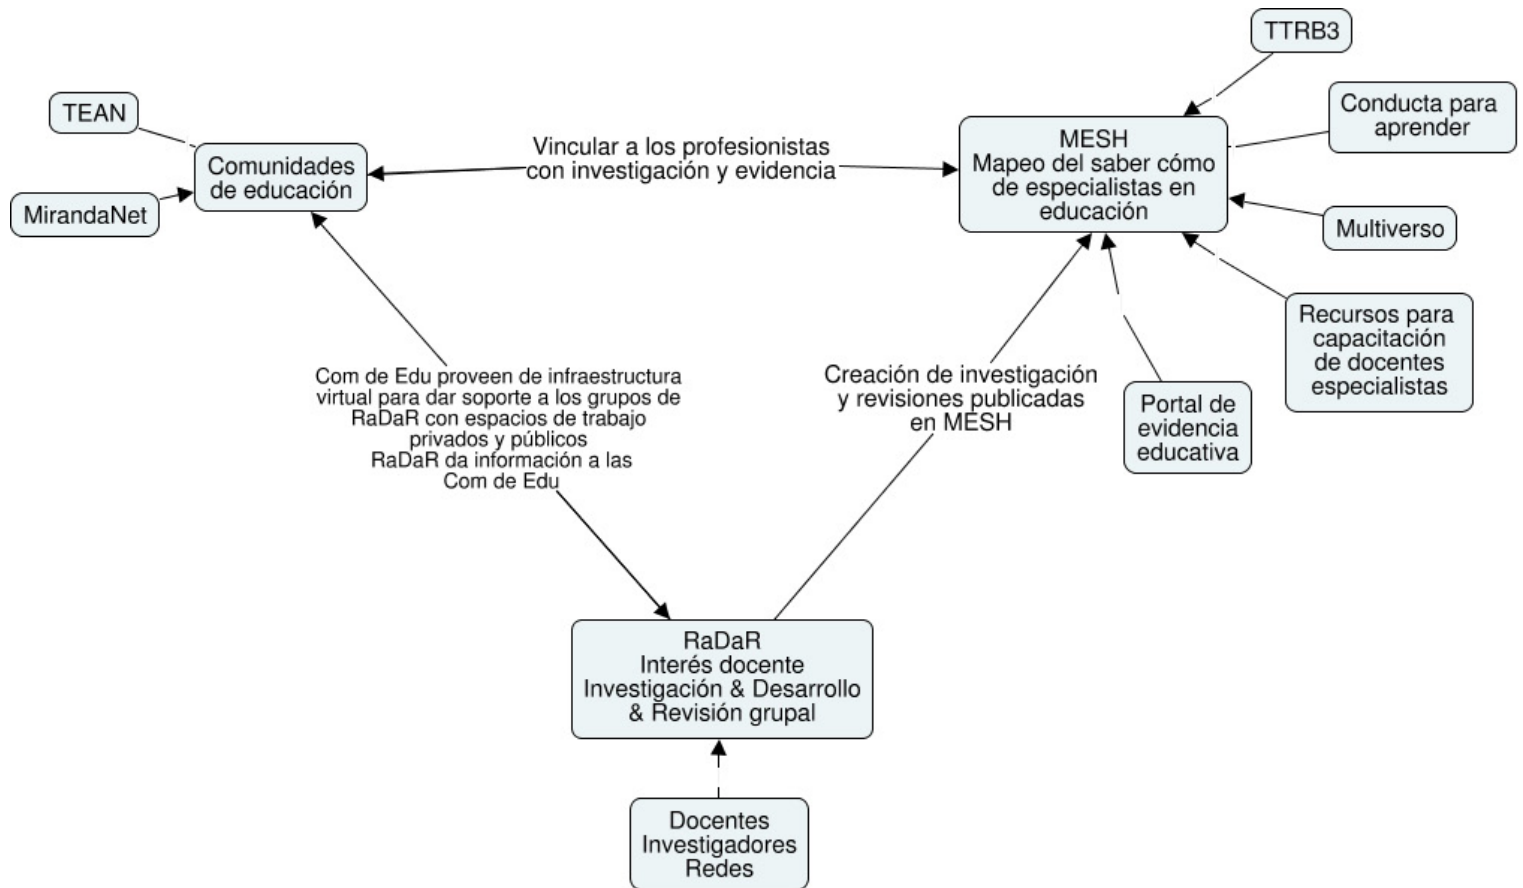 TTRB3
TEAN
Conducta para
aprender
Vincular a los profesionistas
con investigación y evidencia
MESH
Mapeo del saber cómo
de especialistas en
educación
Comunidades
de educación
MirandaNet
Multiverso
Recursos para
capacitación
de docentes
especialistas
Com de Edu proveen de infraestructura
virtual para dar soporte a los grupos de
RaDaR con espacios de trabajo
privados y públicos
RaDaR da información a las
Com de Edu
Creación de investigación
y revisiones publicadas
en MESH
Portal de
evidencia
educativa
RaDaR
Interés docente
Investigación & Desarrollo
& Revisión grupal
Docentes
Investigadores
Redes